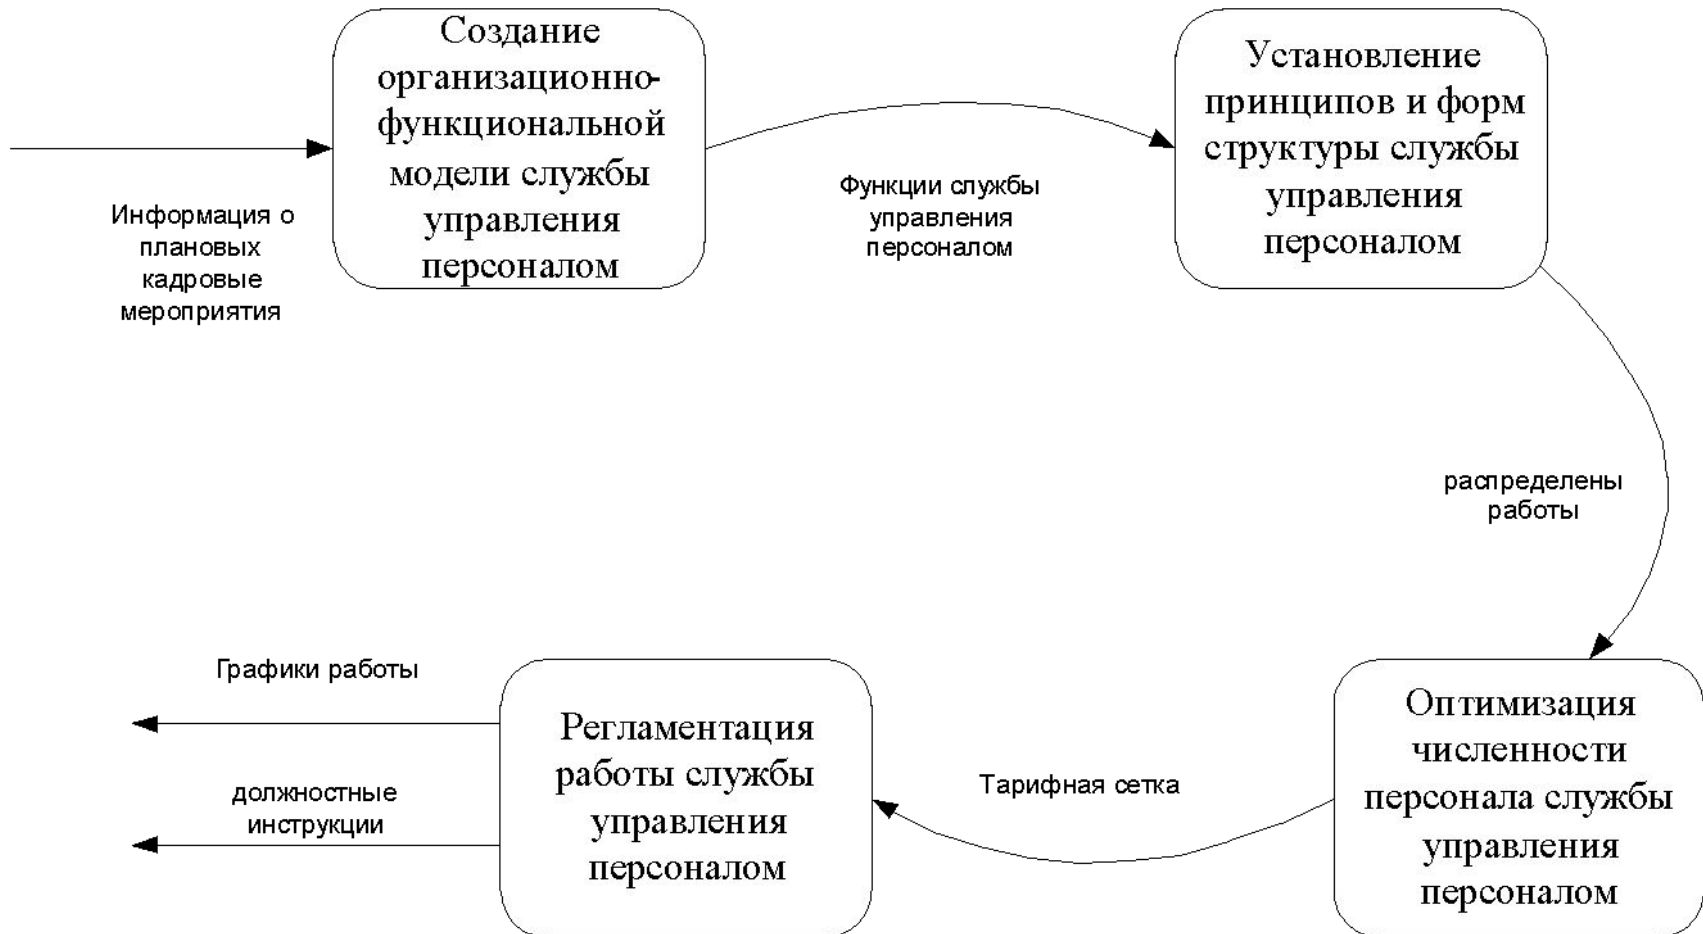 Создание
организационно-
функциональной
модели службы
управления
персоналом
Установление
принципов и форм
структуры службы
управления
персоналом
Информация о
плановых
кадровые
мероприятия
Функции службы
управления
персоналом
распределены
работы
Оптимизация
численности
персонала службы
управления
персоналом
Тарифная сетка
Регламентация
работы службы
управления
персоналом
Графики работы
должностные
инструкции